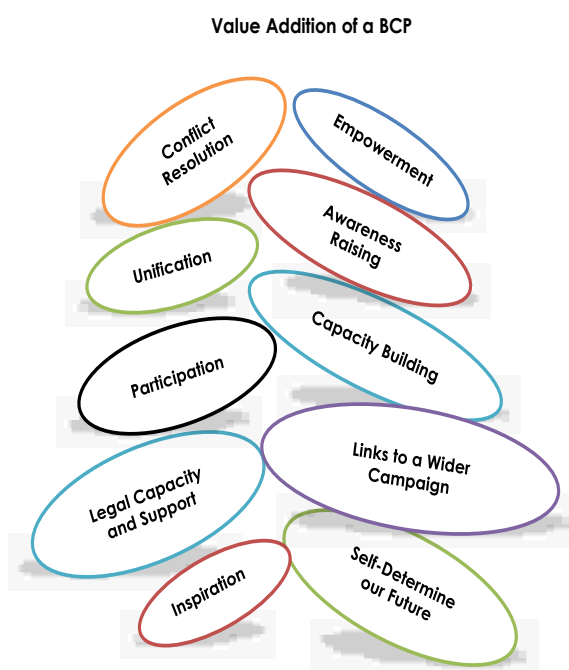 Value Addition of a BCP
Conflict
Resolution
Empowerment
Awareness
Raising
Unification
Capacity Building
Participation
Links to a Wider
Campaign
Legal Capacity
and Support
Self-Determine
our Future
Inspiration